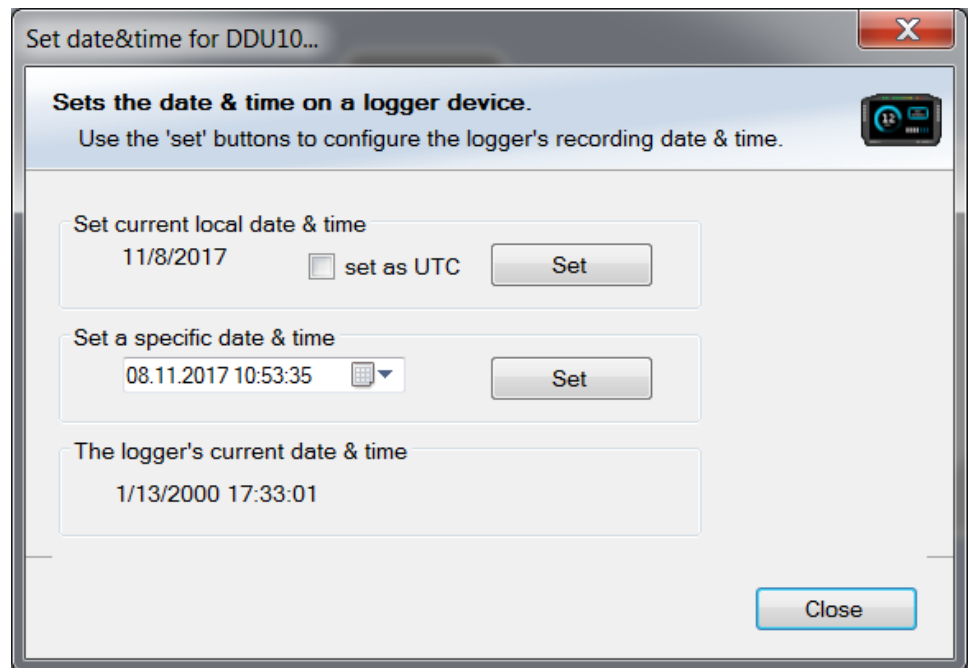 Set date&time for DDU10...
Sets the date & time on a logger device.
Use the 'set' buttons to configure the logger's recording date & time.
12
Set current local date & time
11/8/2017 set as UTC Set
Set a specific date & time
08.11.2017 10:53:35 Set
The logger's current date & time
1/13/2000 17:33:01
Close